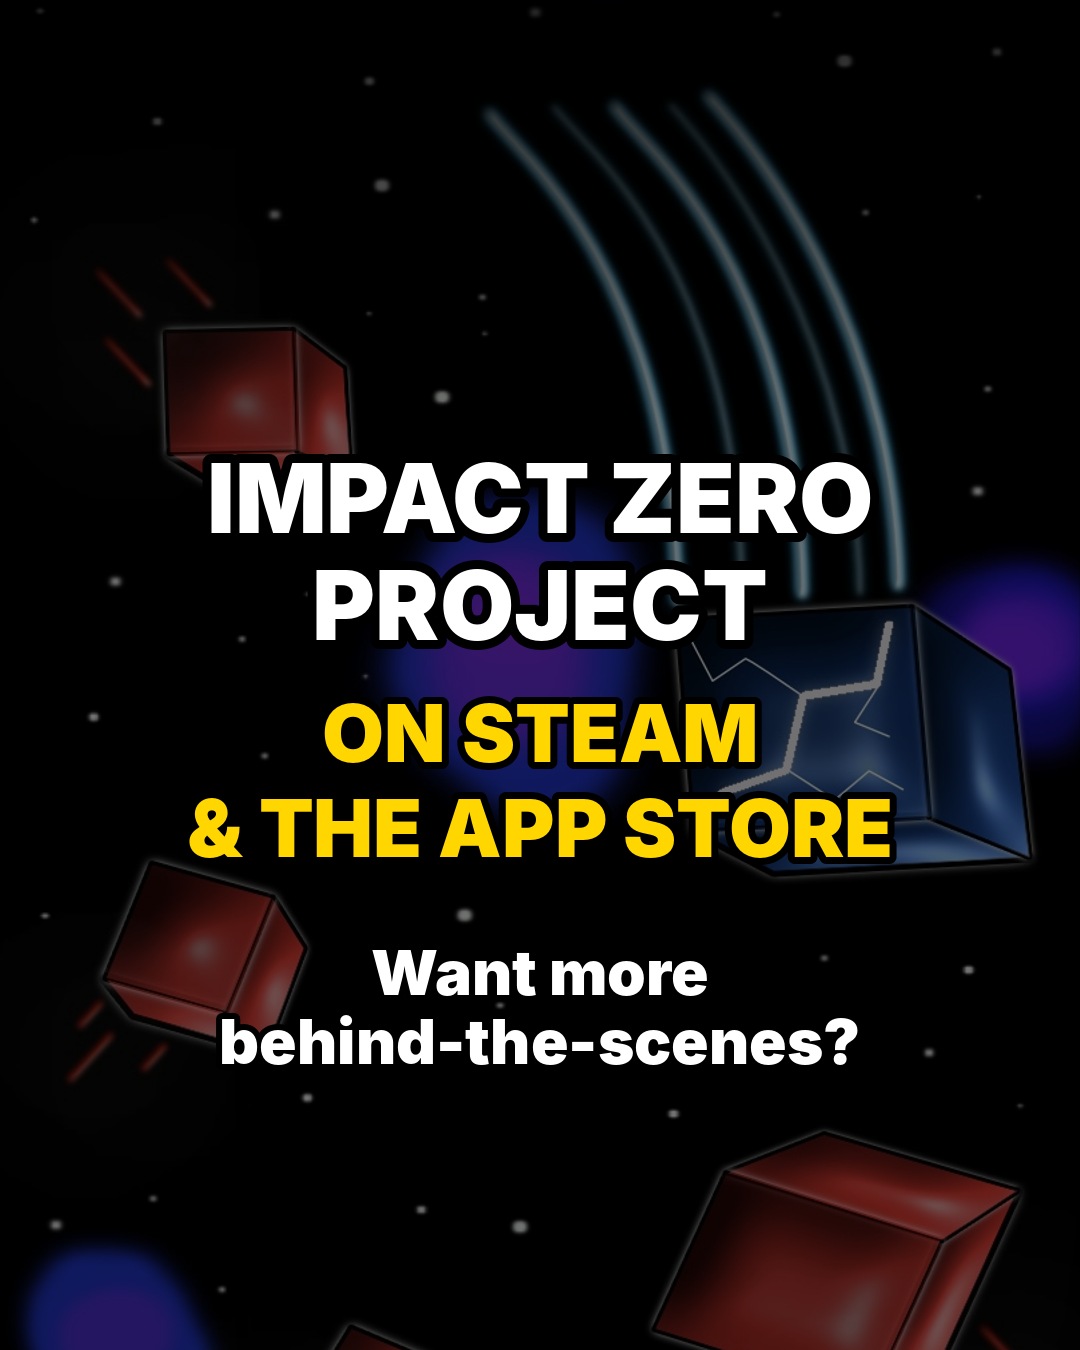 IMPACT ZERO
PROJECT
ON STEAM
& THE APP STORE
Want more
behind-the-scenes?